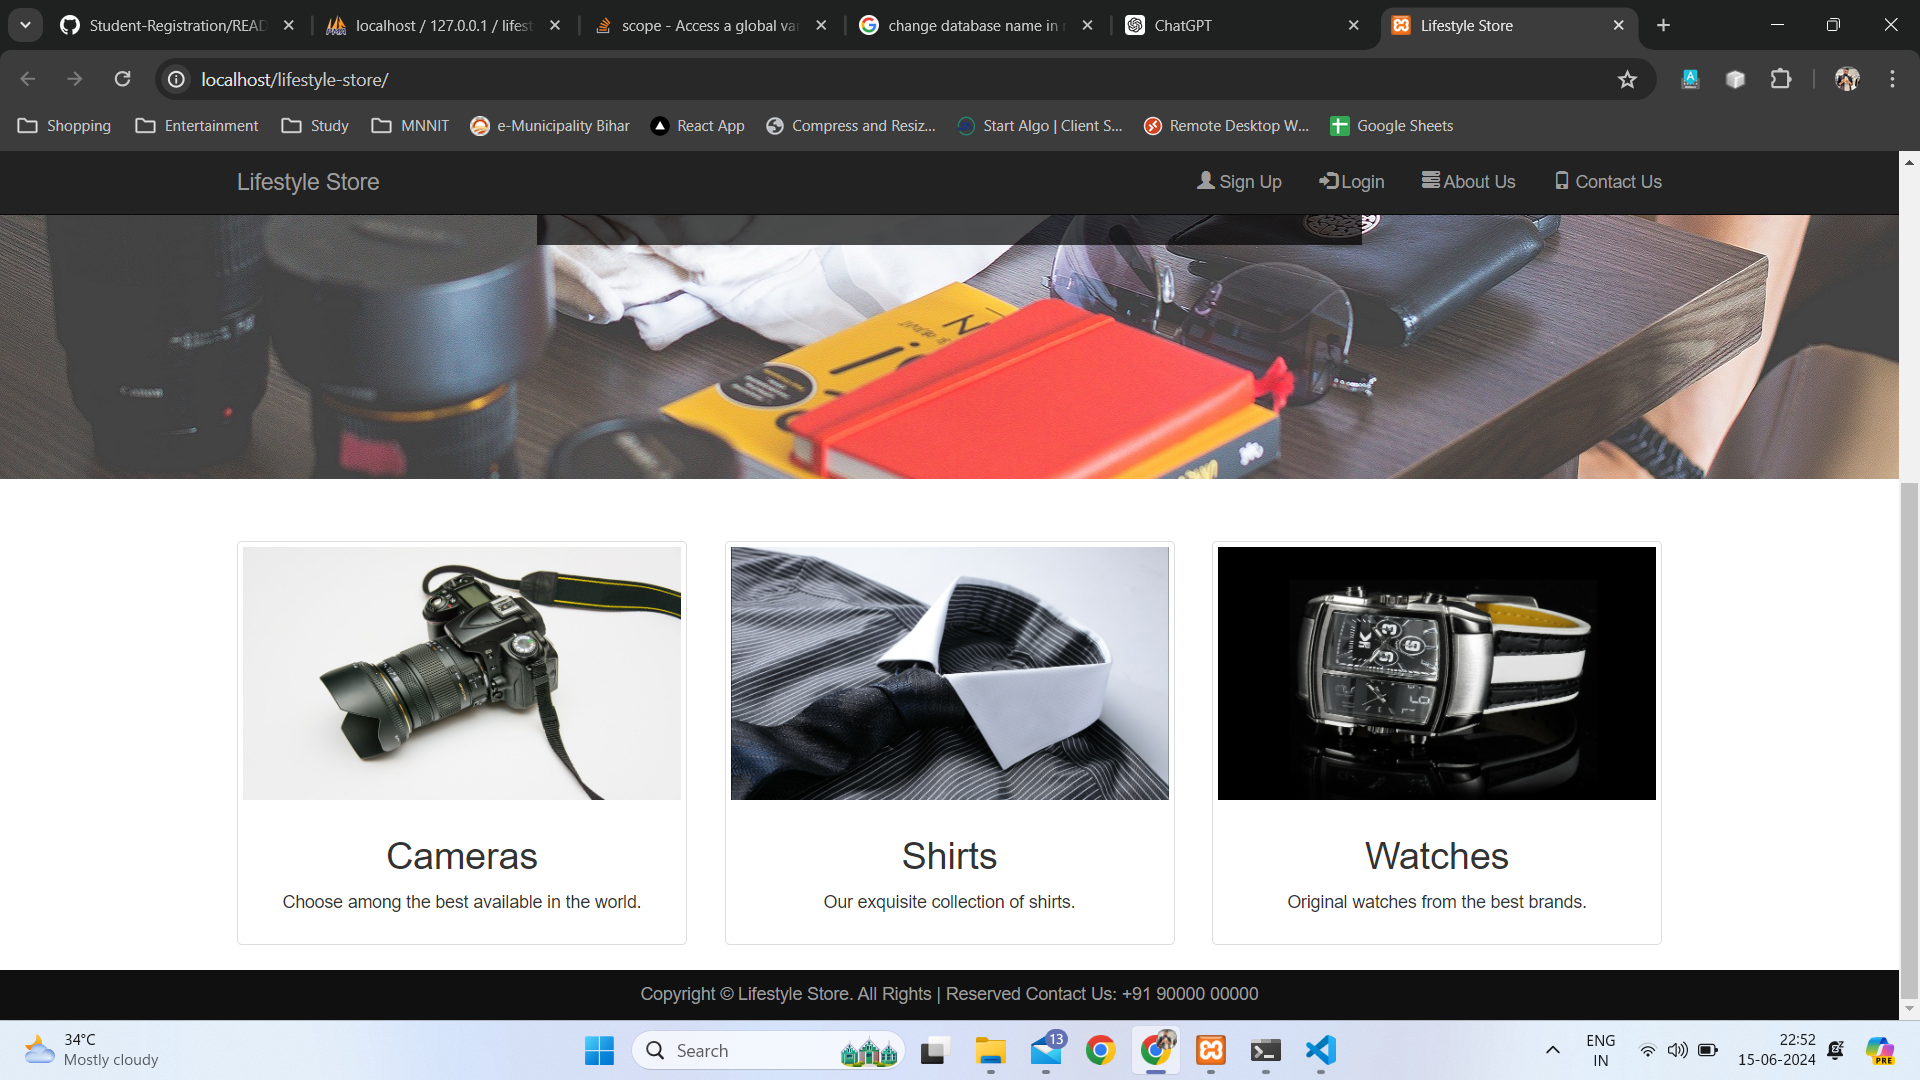 Student-Registration/READ
localhost / 127.0.0.1 / lifest
scope - Access a global va
change database name in
ChatGPT
Lifestyle Store
localhost/lifestyle-store/
Shopping
Entertainment
Study
MNNIT
e-Municipality Bihar
React App
Compress and Resiz...
Start Algo | Client S...
Remote Desktop W...
Google Sheets
Lifestyle Store
Sign Up
Login
About Us
Contact Us
Cameras
Choose among the best available in the world.
Shirts
Our exquisite collection of shirts.
Watches
Original watches from the best brands.
Copyright © Lifestyle Store. All Rights | Reserved Contact Us: +91 90000 00000
34°C
Mostly cloudy
Search
13
ENG
IN
22:52
15-06-2024
PRE